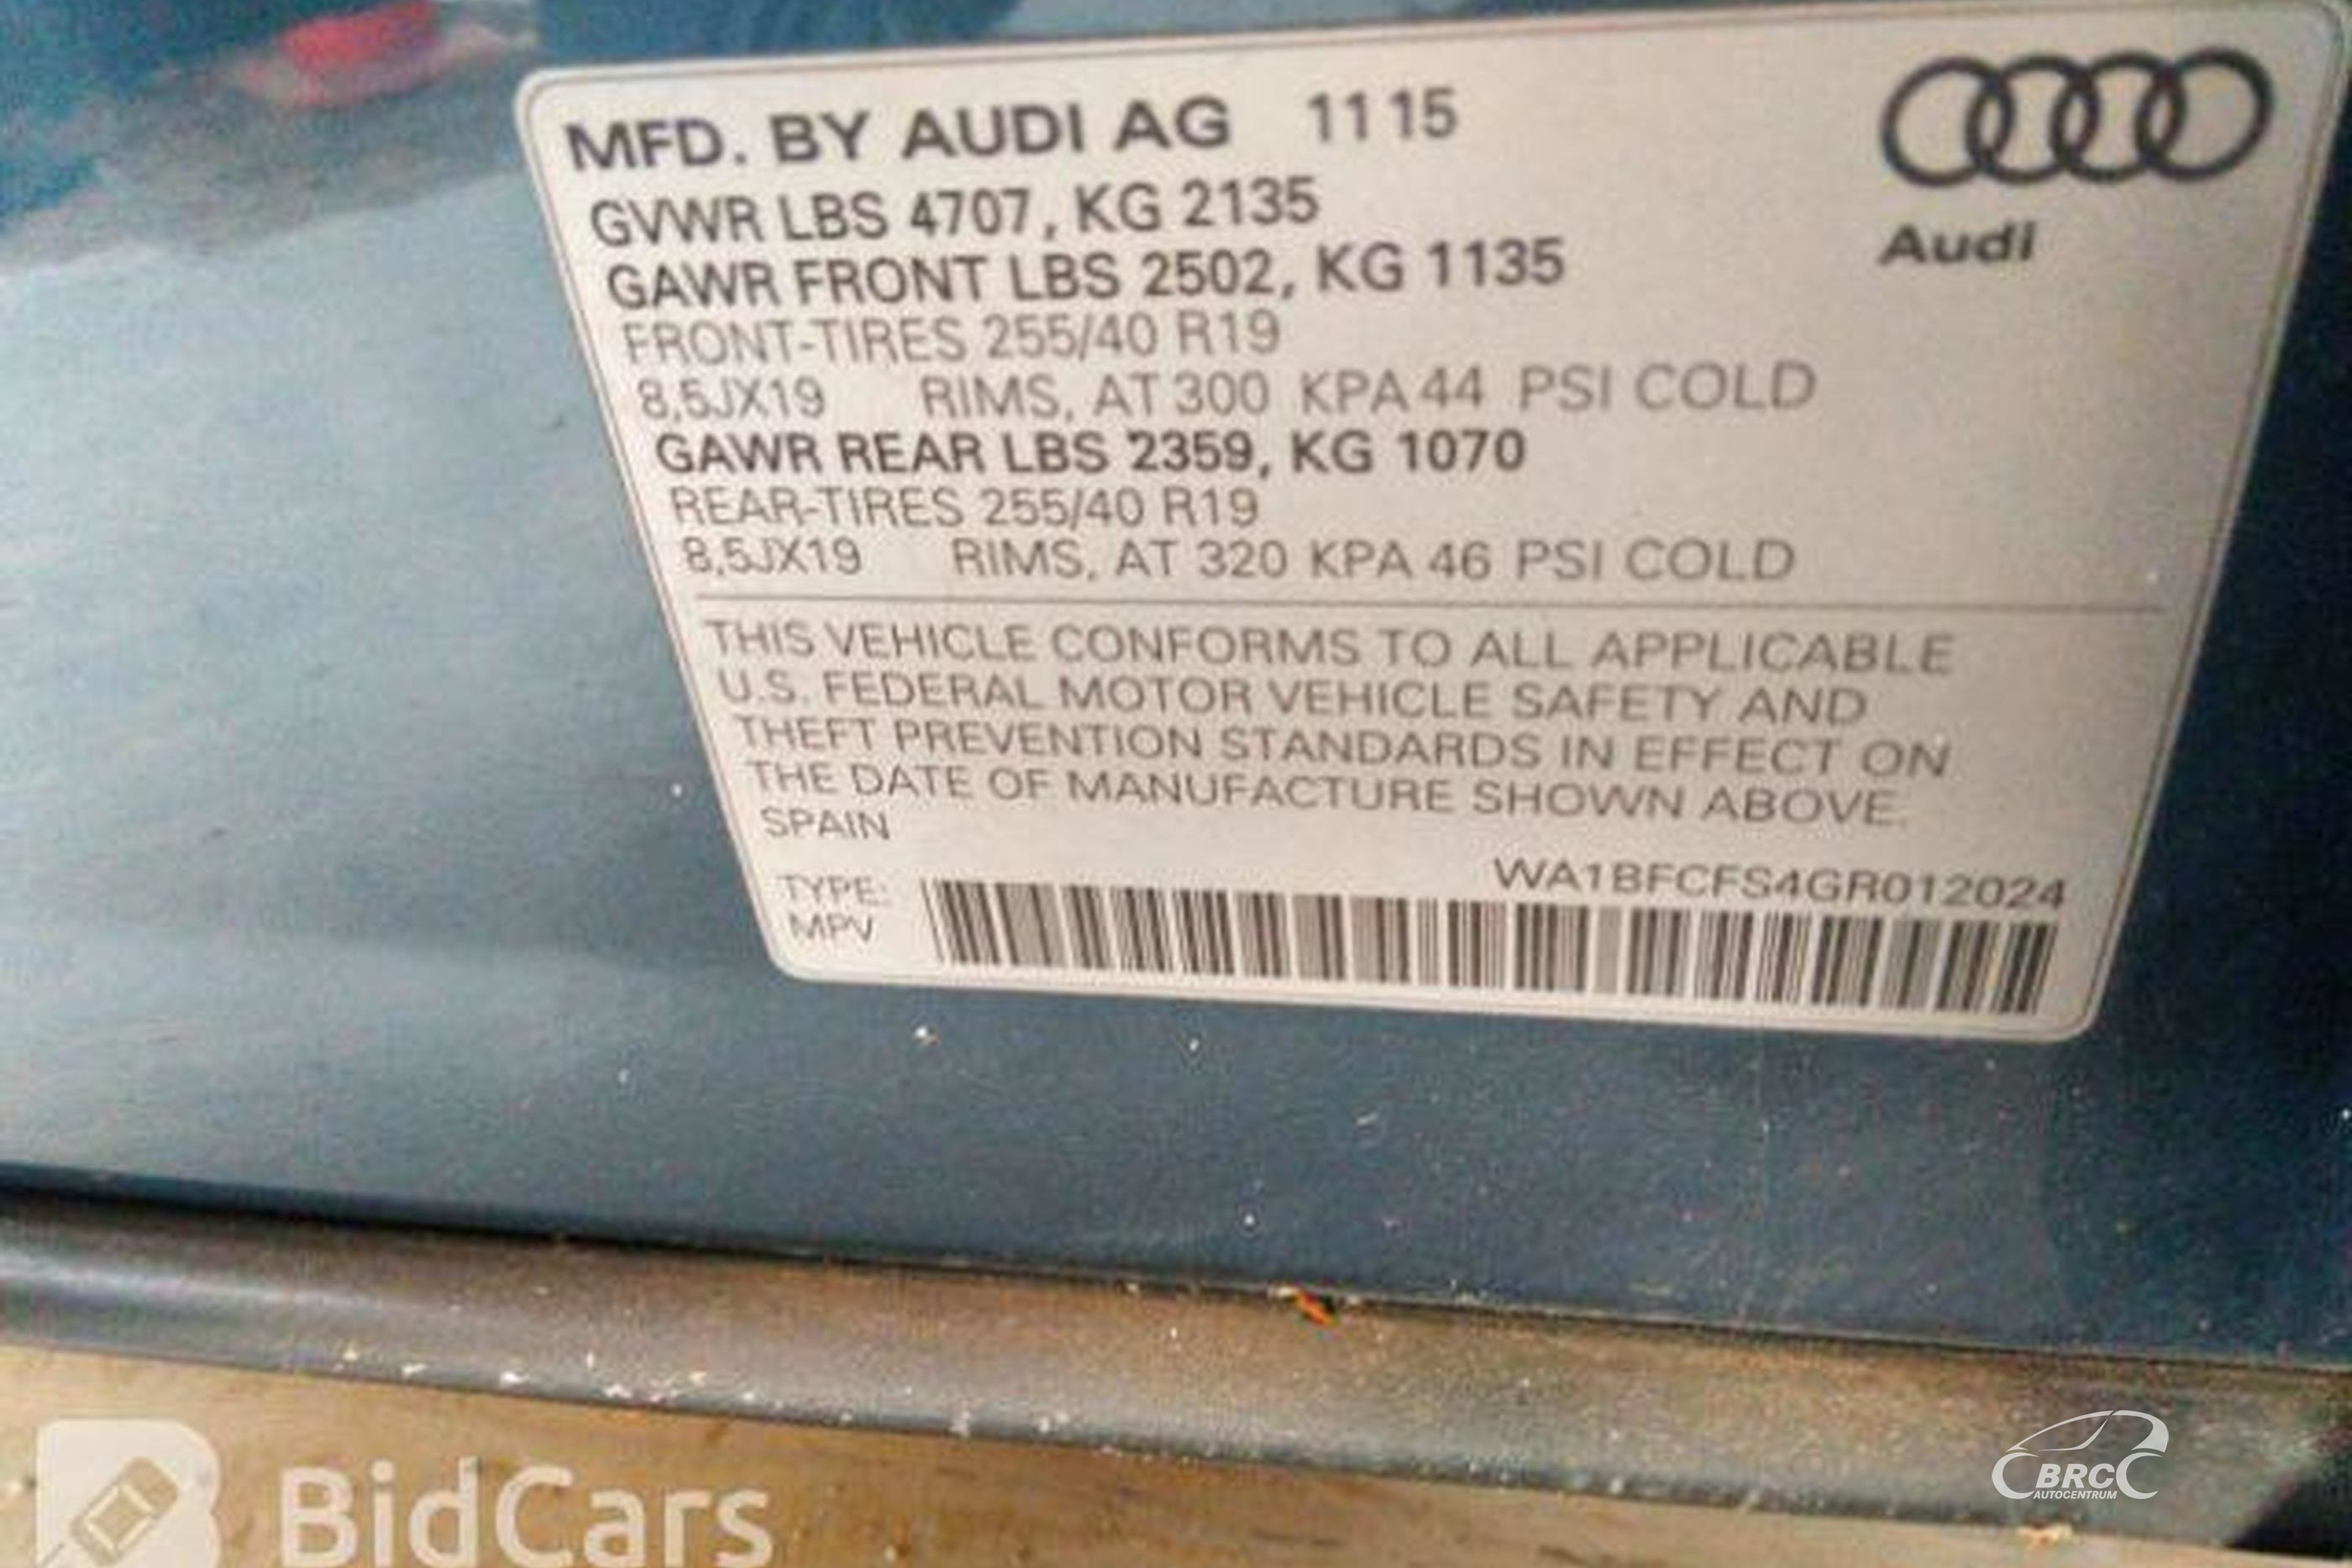 MFD. BY AUDI AG 11 15
GVWR LBS 4707, KG 2135
GAWR FRONT LBS 2502, KG 1135
FRONT-TIRES 255/40 R19
8,5JX19 RIMS, AT 300 KPA 44 PSI COLD
GAWR REAR LBS 2359, KG 1070
REAR-TIRES 255/40 R19
8,5JX19 RIMS, AT 320 KPA 46 PSI COLD
Audi
THIS VEHICLE CONFORMS TO ALL APPLICABLE
U.S. FEDERAL MOTOR VEHICLE SAFETY AND
THEFT PREVENTION STANDARDS IN EFFECT ON
THE DATE OF MANUFACTURE SHOWN ABOVE.
SPAIN
WA1BFCFS4GR012024
TYPE:
MPV
BidCars
BRC
AUTOCENTRUM